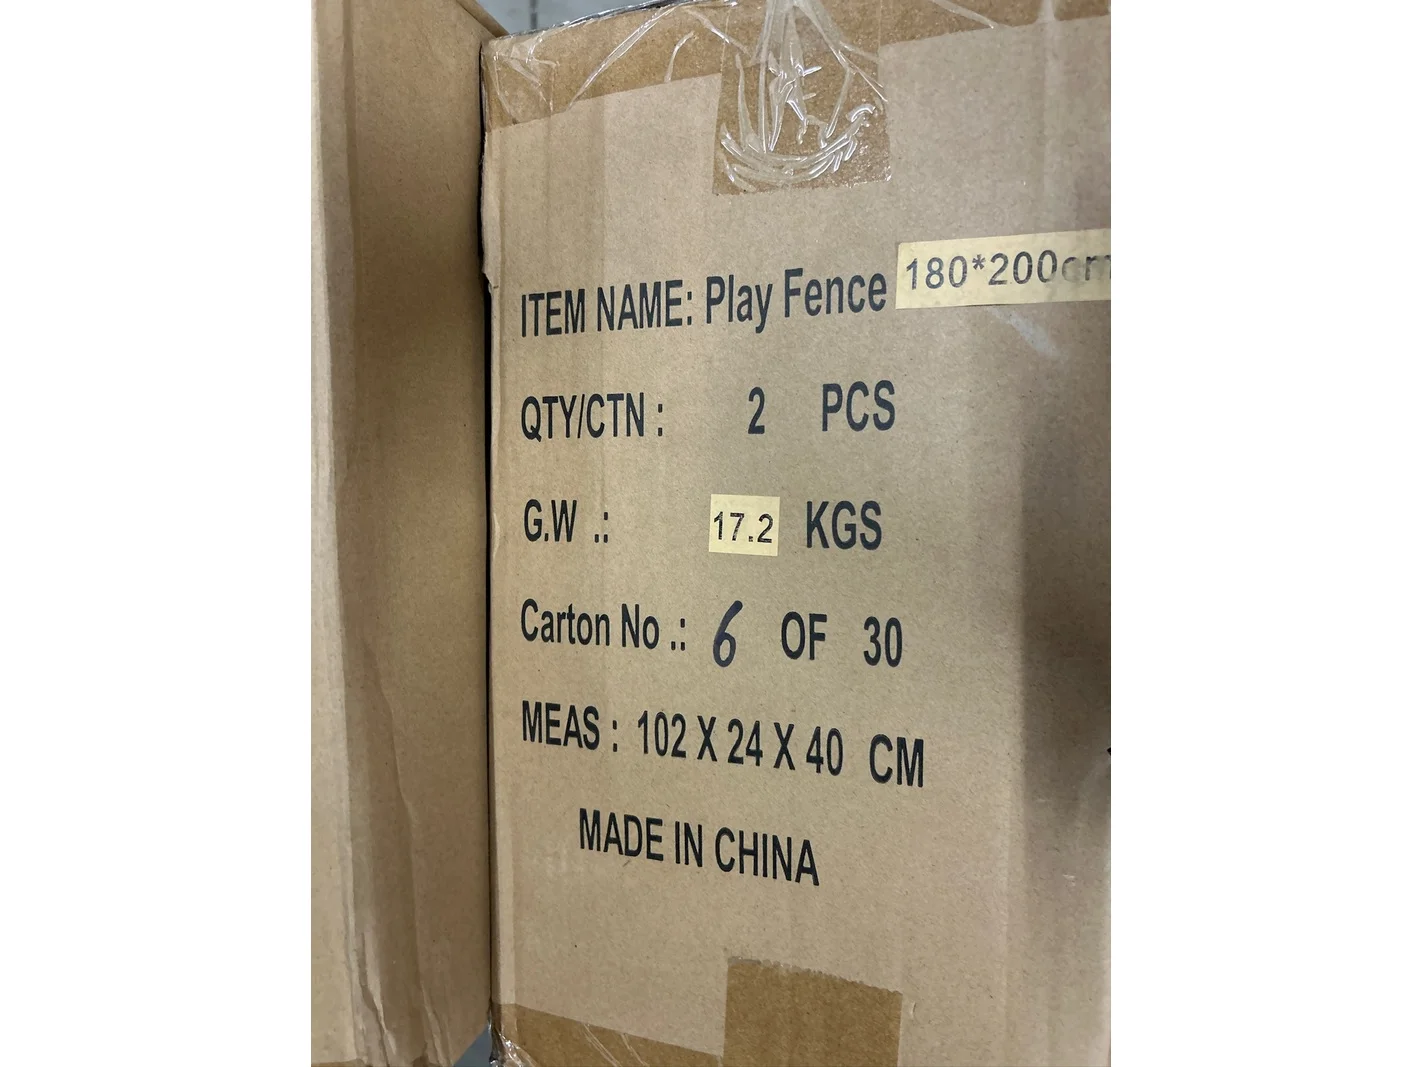 ITEM NAME: Play Fence 180*200cm
QTY/CTN : 2 PCS
G.W .: 17.2 KGS
Carton No .: 6 OF 30
MEAS : 102 X 24 X 40 CM
MADE IN CHINA